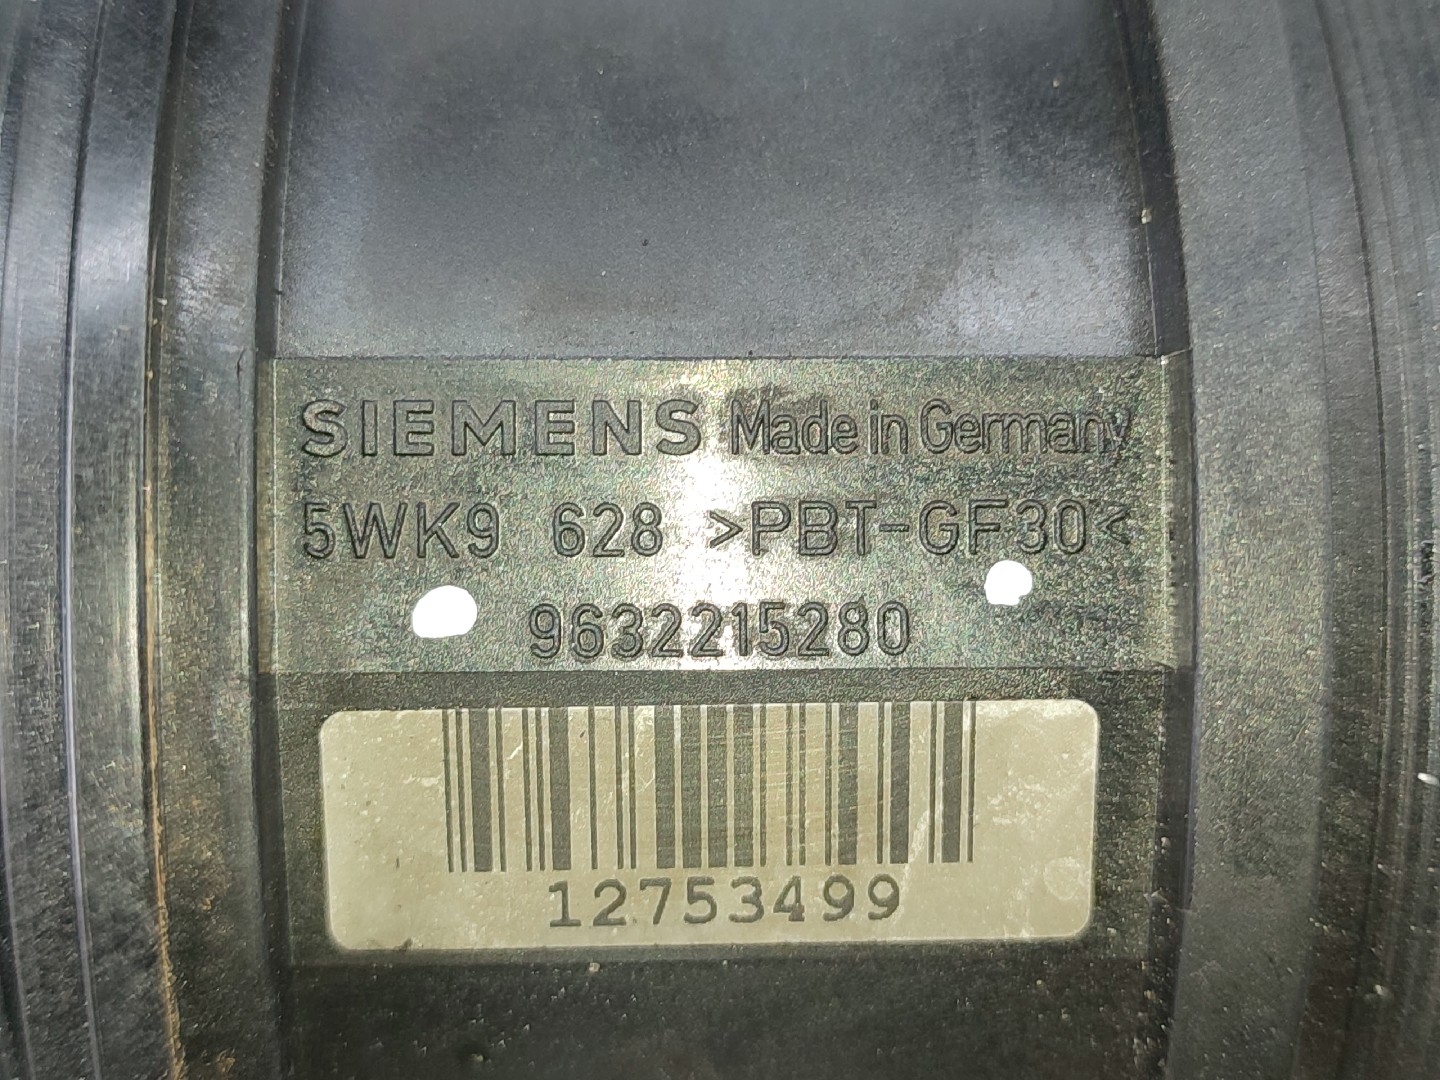 SIEMENS Made in Germany
5WK9 628 >PBT-GF30<
9632215280
12753499